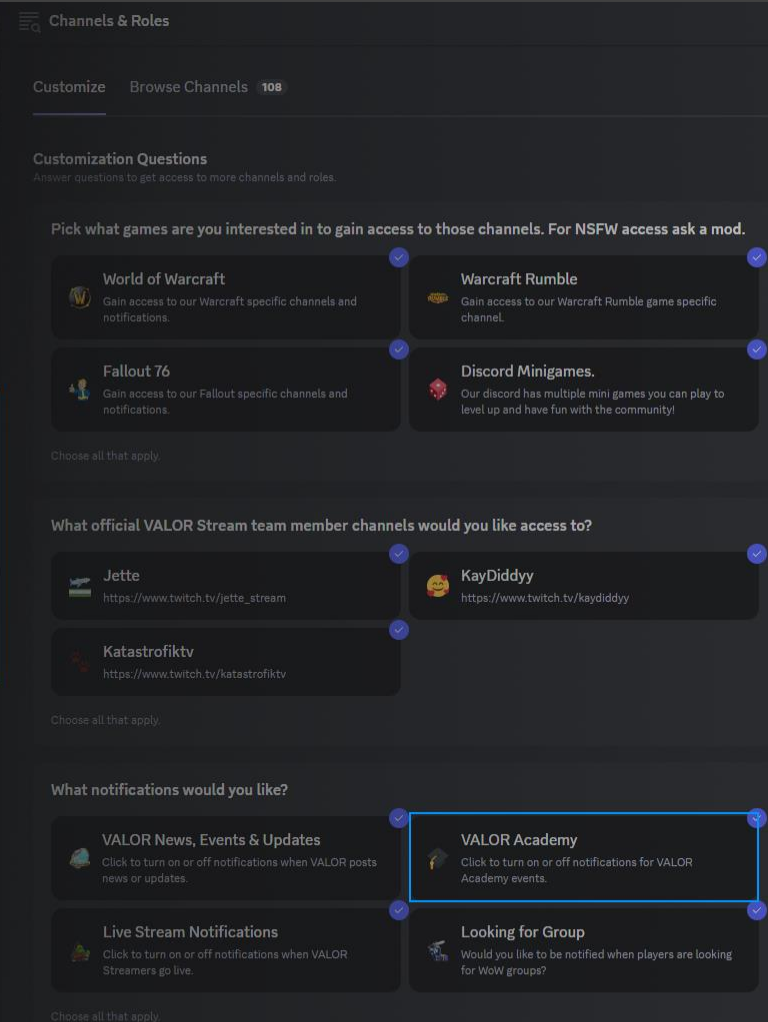 Channels & Roles
Customize
Browse Channels 108
Customization Questions
Answer questions to get access to more channels and roles.
Pick what games are you interested in to gain access to those channels. For NSFW access ask a mod.
World of Warcraft
Gain access to our Warcraft specific channels and
notifications.
Warcraft Rumble
Gain access to our Warcraft Rumble game specific
channel.
Fallout 76
Gain access to our Fallout specific channels and
notifications.
Discord Minigames.
Our discord has multiple mini games you can play to
level up and have fun with the community!
Choose all that apply.
What official VALOR Stream team member channels would you like access to?
Jette
https://www.twitch.tv/jette_stream
KayDiddyy
https://www.twitch.tv/kaydiddyy
Katastrofiktv
https://www.twitch.tv/katastrofiktv
Choose all that apply.
What notifications would you like?
VALOR News, Events & Updates
Click to turn on or off notifications when VALOR posts
news or updates.
VALOR Academy
Click to turn on or off notifications for VALOR
Academy events.
Live Stream Notifications
Click to turn on or off notifications when VALOR
Streamers go live.
Looking for Group
Would you like to be notified when players are looking
for WoW groups?
Choose all that apply.